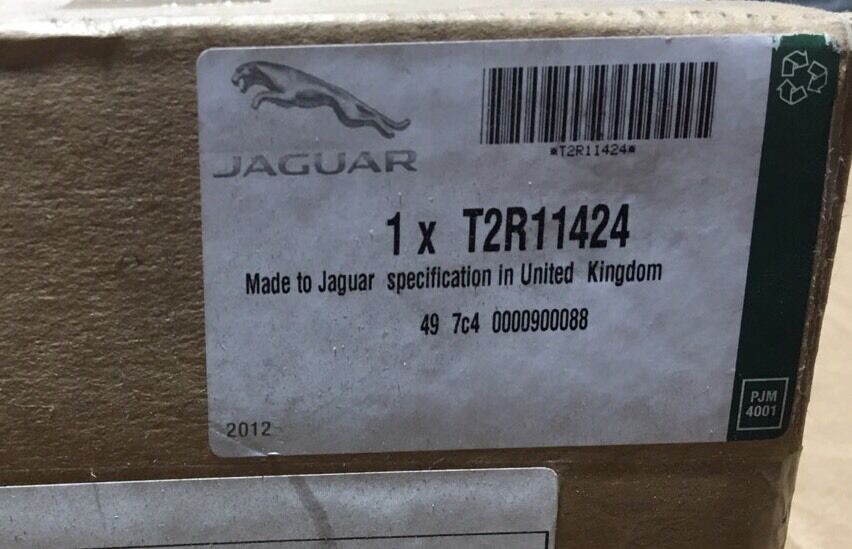 JAGUAR
*T2R11424*
1 x T2R11424
Made to Jaguar specification in United Kingdom
49 7c4 0000900088
2012
PJM
4001